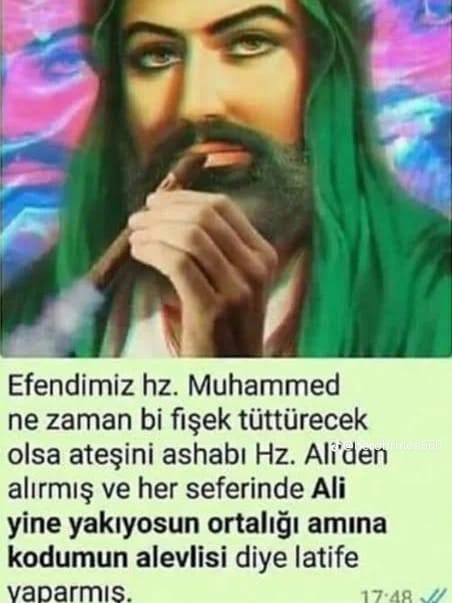 Efendimiz hz. Muhammed
ne zaman bi fişek tüttürecek
olsa ateşini ashabı Hz. Ali'den
alırmış ve her seferinde Ali
yine yakıyosun ortalığı amına
kodumun alevlisi diye latife
yaparmış.
17:48